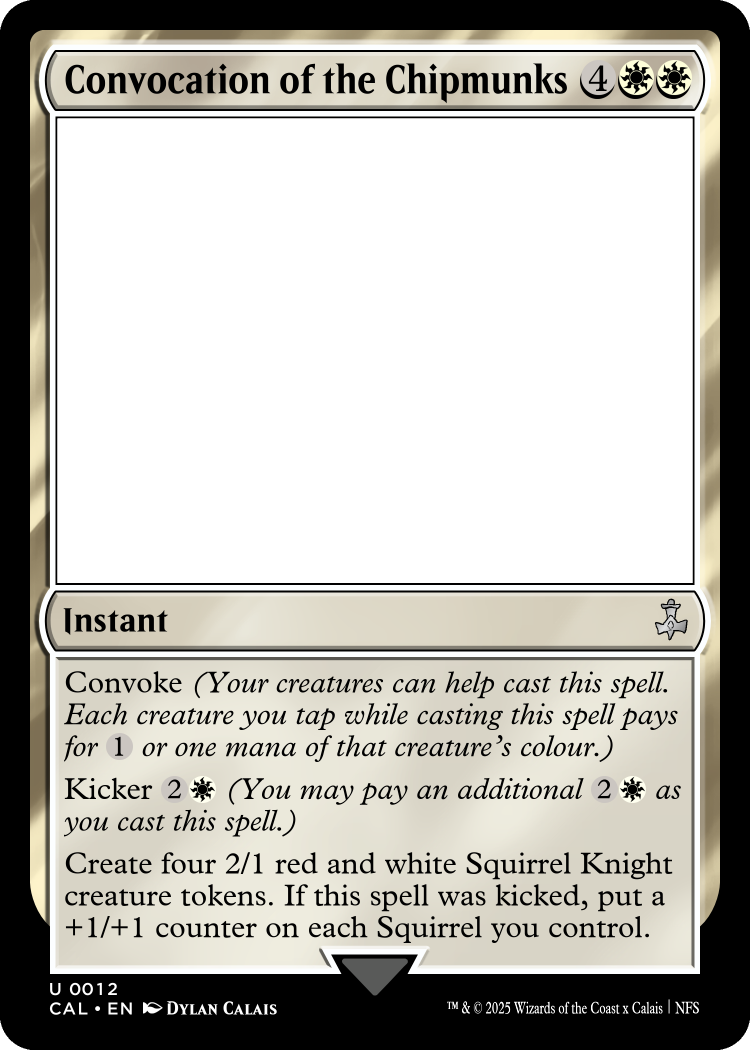 Convocation of the Chipmunks 4
Instant
Convoke (Your creatures can help cast this spell.
Each creature you tap while casting this spell pays
for 1 or one mana of that creature's colour.)
Kicker 2 (You may pay an additional 2 as
you cast this spell.)
Create four 2/1 red and white Squirrel Knight
creature tokens. If this spell was kicked, put a
+1/+1 counter on each Squirrel you control.
U 0012
CAL • EN DYLAN CALAIS
™ & © 2025 Wizards of the Coast x Calais | NFS